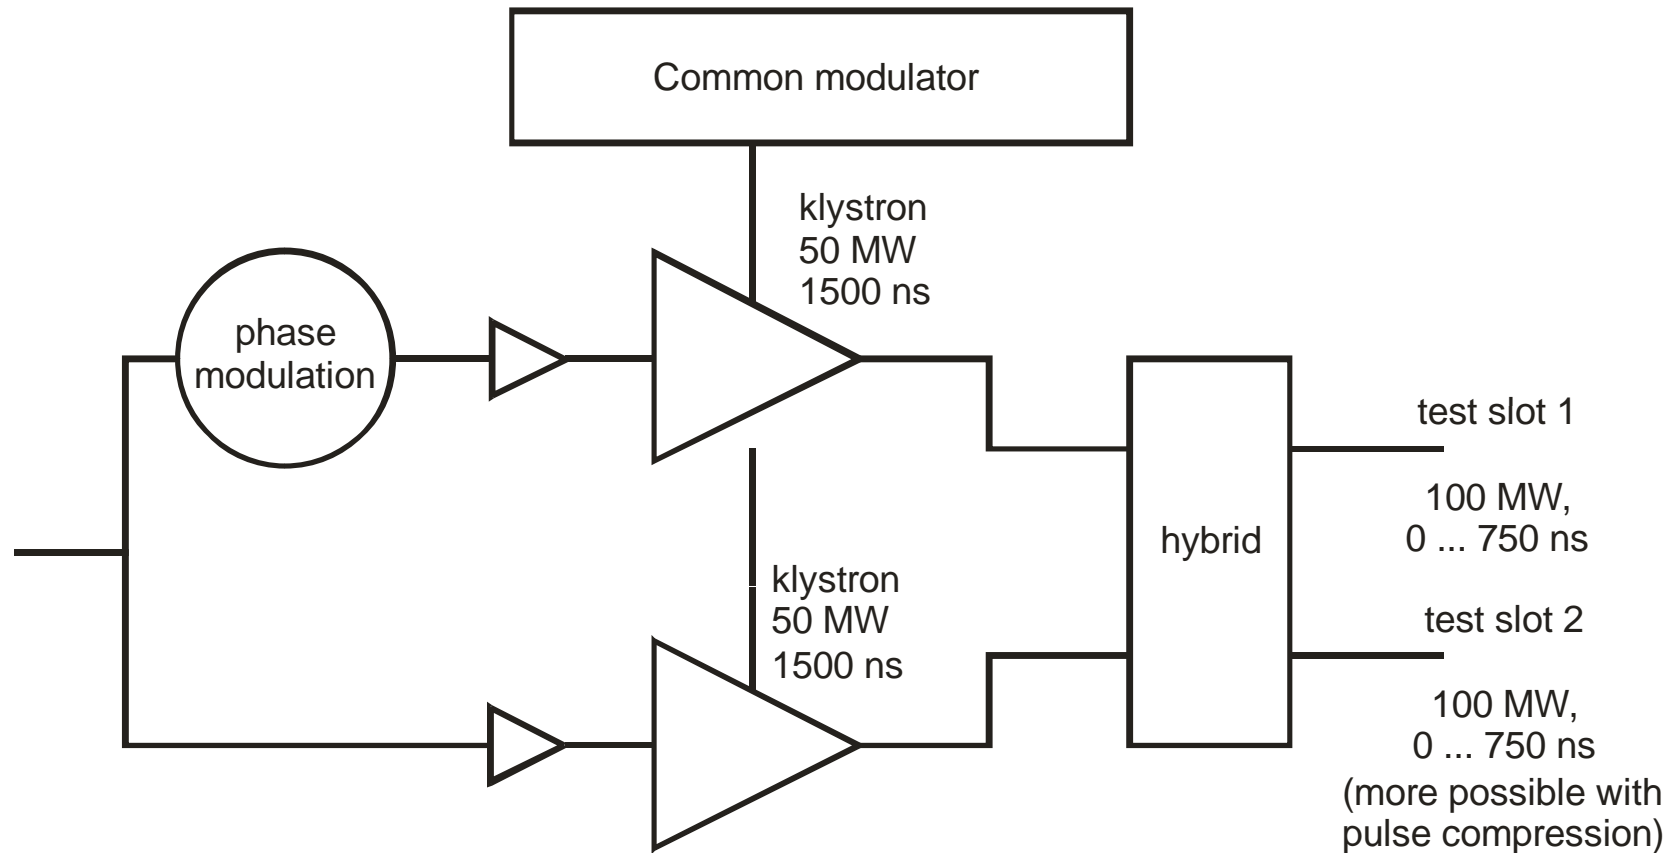 Common modulator
klystron
50 MW
1500 ns
phase
modulation
test slot 1
100 MW,
0 ... 750 ns
hybrid
klystron
50 MW
1500 ns
test slot 2
100 MW,
0 ... 750 ns
(more possible with
pulse compression)